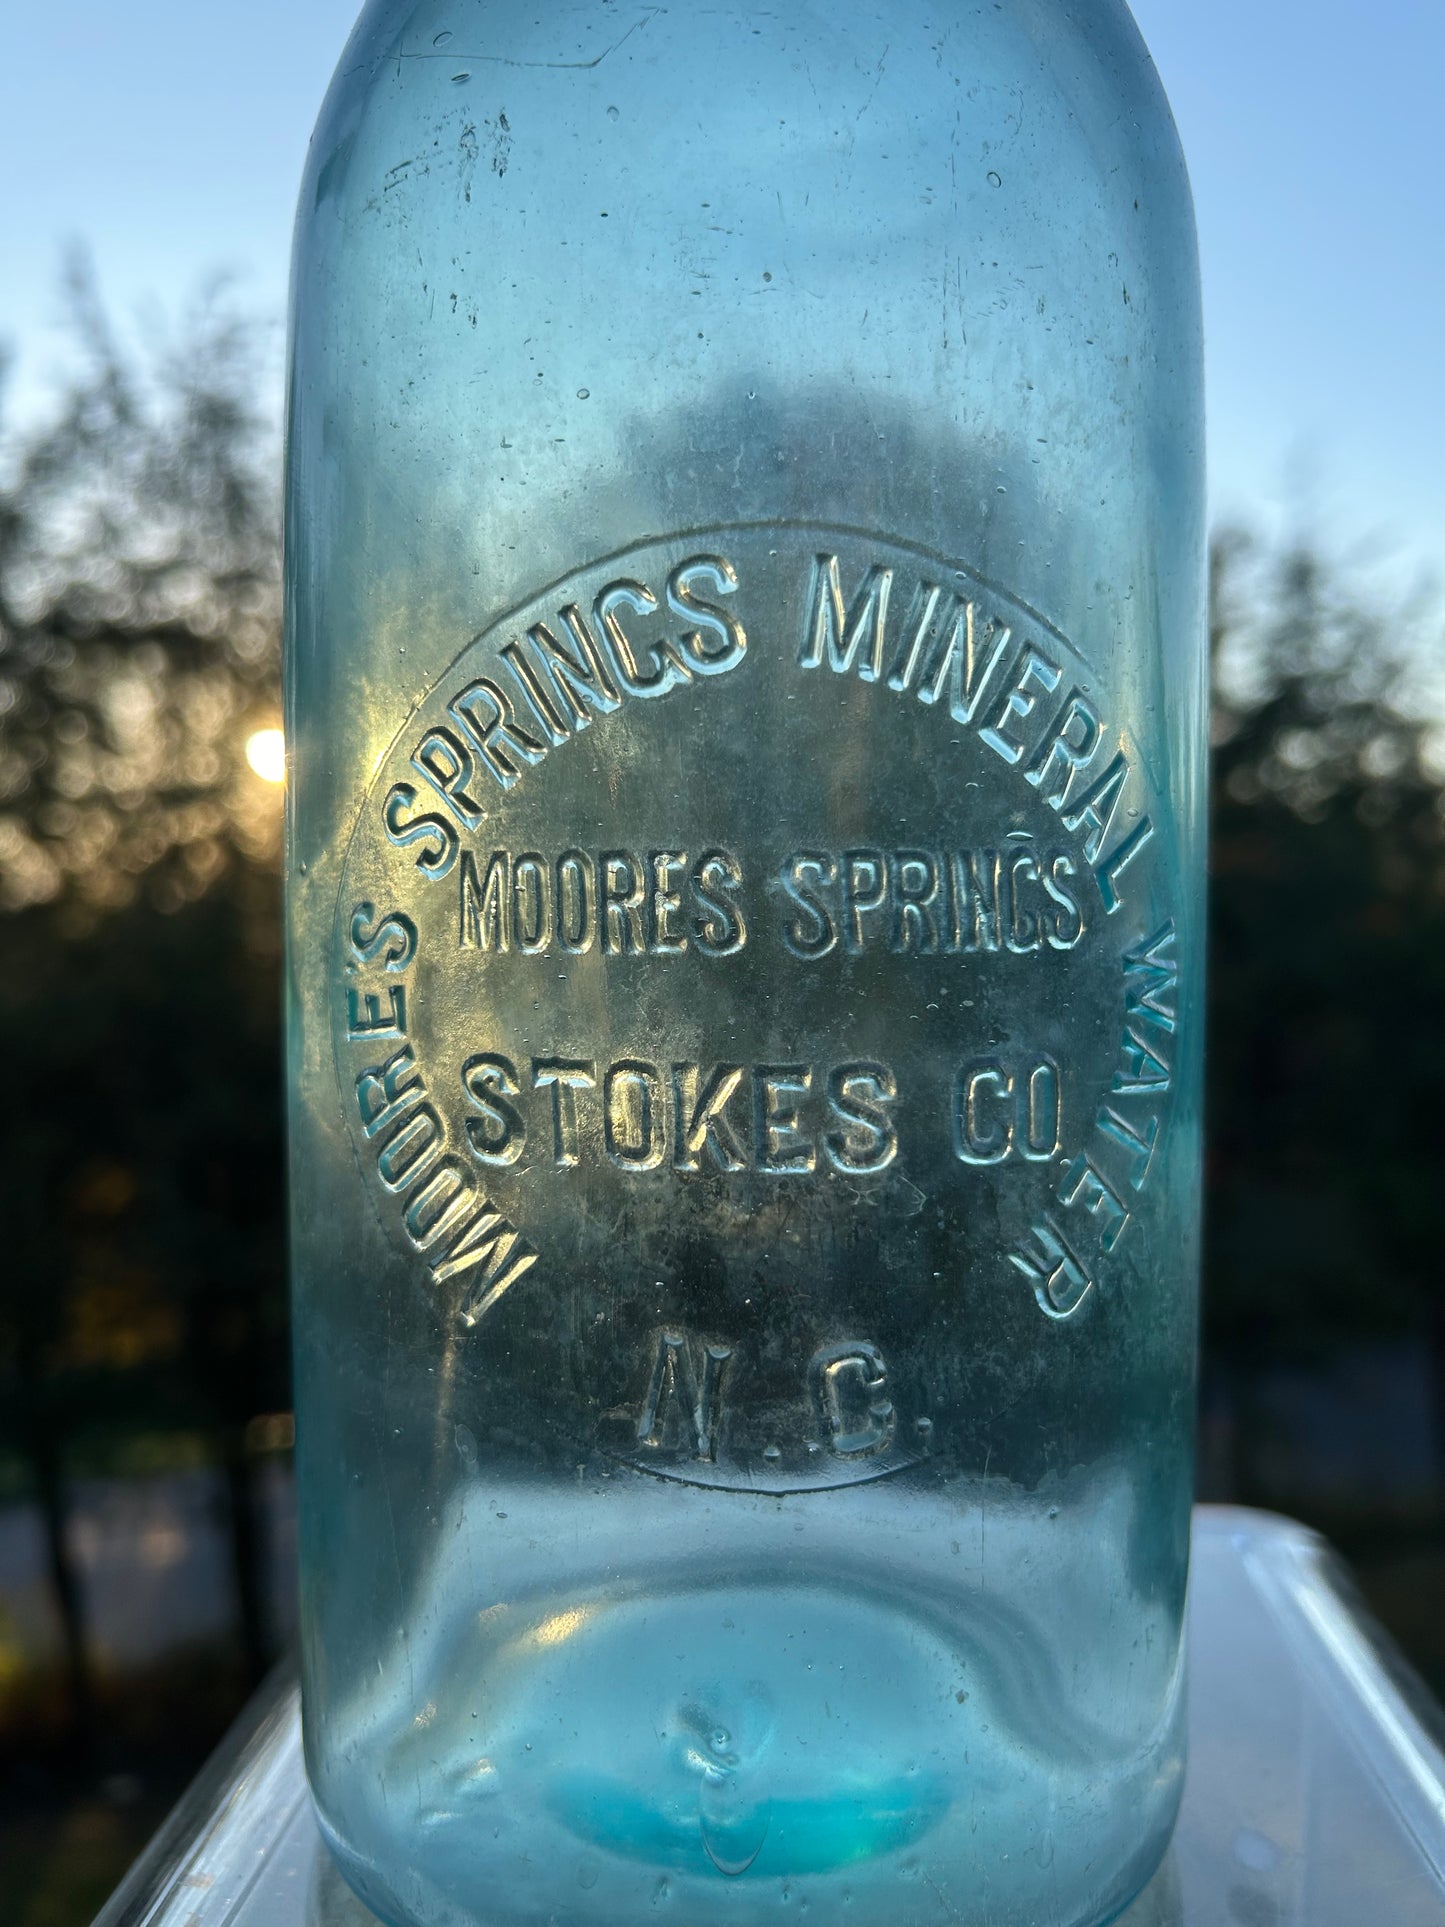 MOORE'S SPRINGS MINERAL WATER
MOORES SPRINGS
STOKES CO.
N.C.